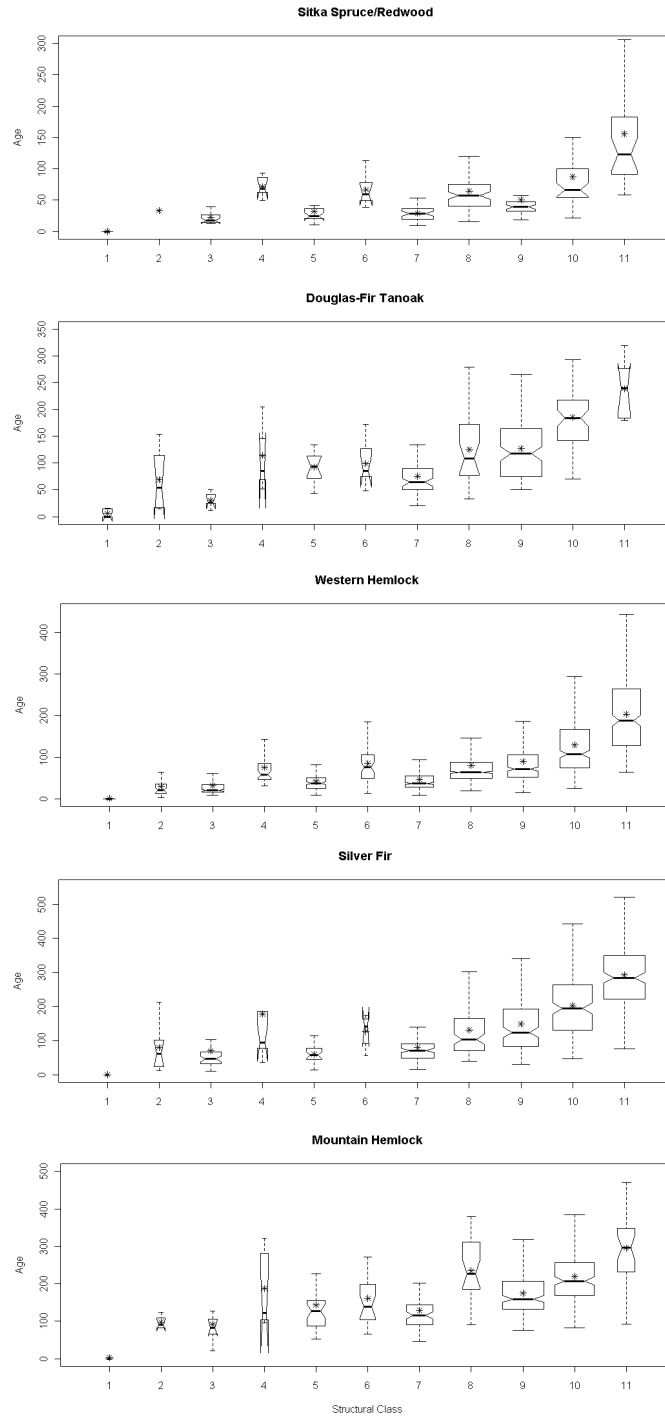 Sitka Spruce/Redwood
Age
300
250
200
150
100
50
0
1 2 3 4 5 6 7 8 9 10 11
Douglas-Fir Tanoak
Age
350
300
250
200
150
100
50
0
1 2 3 4 5 6 7 8 9 10 11
Western Hemlock
Age
400
300
200
100
0
1 2 3 4 5 6 7 8 9 10 11
Silver Fir
Age
500
400
300
200
100
0
1 2 3 4 5 6 7 8 9 10 11
Mountain Hemlock
Age
500
400
300
200
100
0
1 2 3 4 5 6 7 8 9 10 11
Structural Class